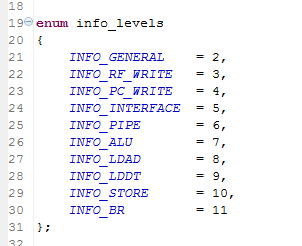 18
19 enum info_levels
20 {
21     INFO_GENERAL    = 2,
22     INFO_RF_WRITE   = 3,
23     INFO_PC_WRITE   = 4,
24     INFO_INTERFACE  = 5,
25     INFO_PIPE       = 6,
26     INFO_ALU        = 7,
27     INFO_LDAD       = 8,
28     INFO_LDDT       = 9,
29     INFO_STORE      = 10,
30     INFO_BR         = 11
31 };
32